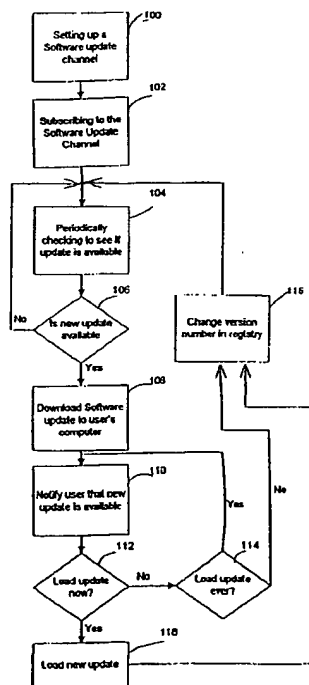 100
Setting up a
Software update
channel
102
Subscribing to the
Software Update
Channel
104
Periodically
checking to see if
update is available
106
Is new update
available
No
Yes
108
Download Software
update to user's
computer
110
Notify user that new
update is available
112
Load update
now?
No
Yes
114
Load update
ever?
Yes
No
116
Change version
number in registry
118
Load new update